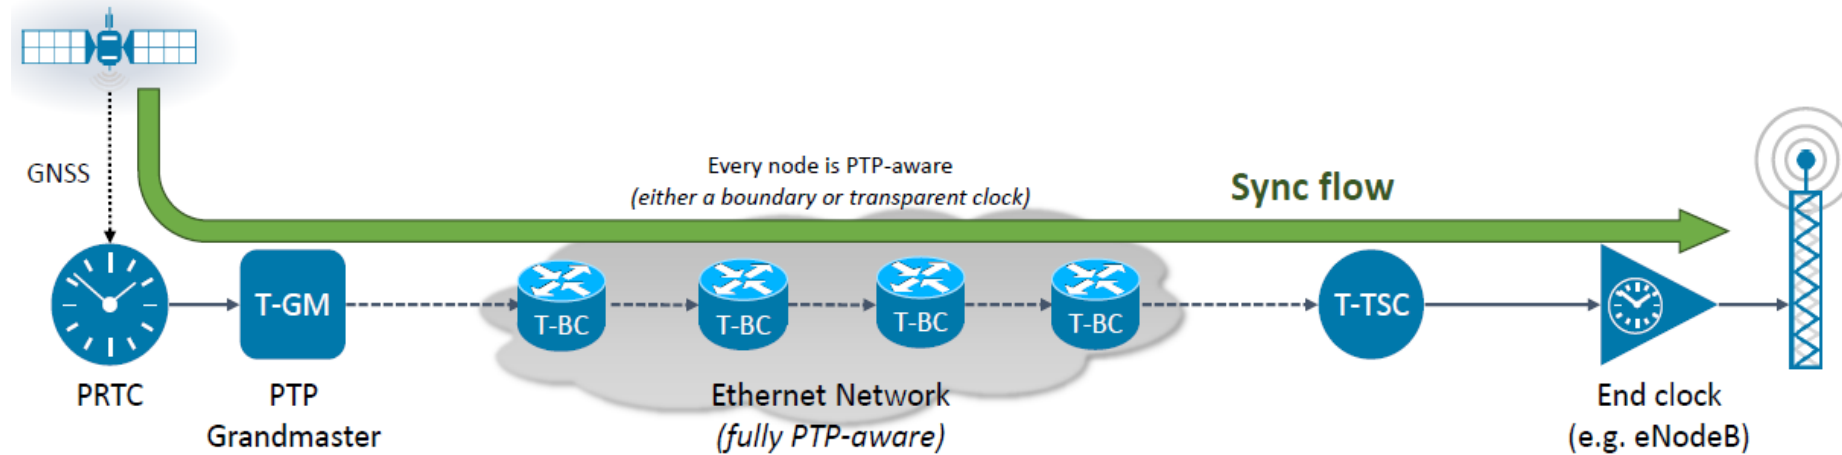 GNSS
Every node is PTP-aware
(either a boundary or transparent clock)
Sync flow
T-GM
T-BC
T-BC
T-BC
T-BC
T-TSC
PRTC
PTP
Grandmaster
Ethernet Network
(fully PTP-aware)
End clock
(e.g. eNodeB)